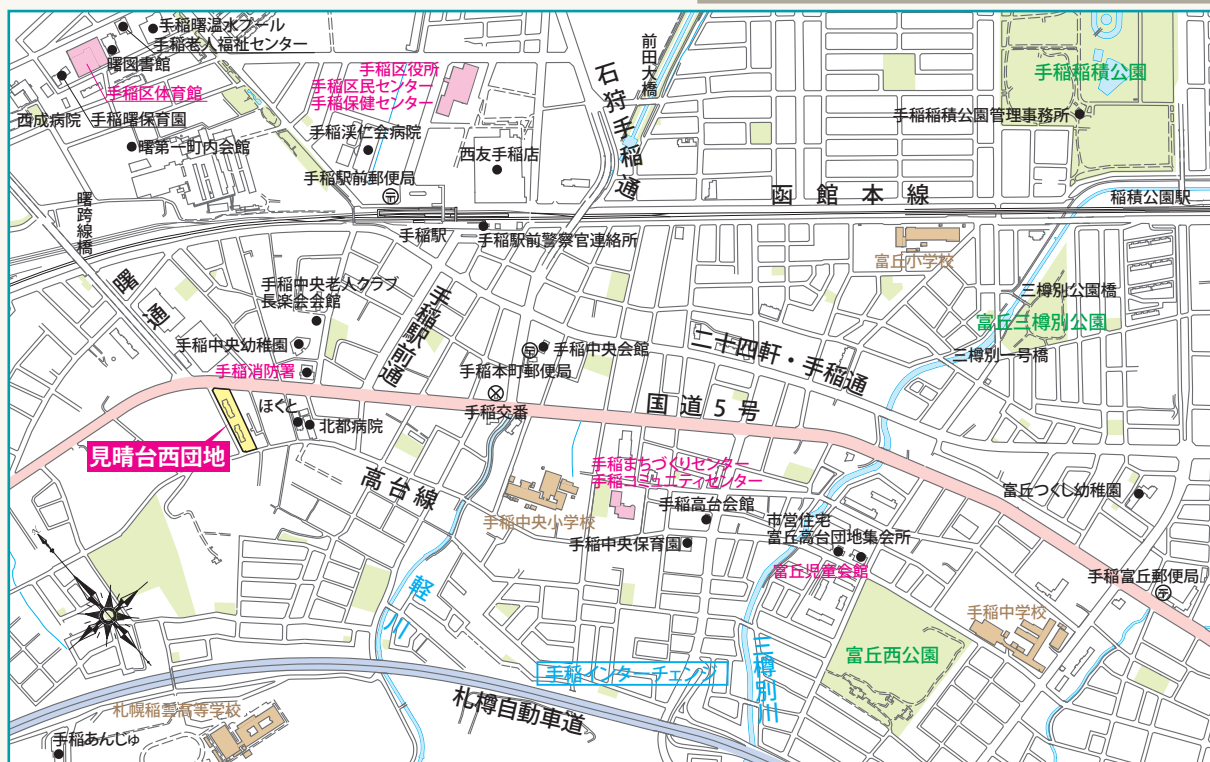 手稲曙温水プール
手稲老人福祉センター
曙図書館
手稲区体育館
西成病院
手稲曙保育園
曙第一町内会館
手稲区役所
手稲区民センター
手稲保健センター
手稲渓仁会病院
西友手稲店
手稲駅前郵便局
石狩手稲通
前田大橋
手稲稲積公園
手稲稲積公園管理事務所
函館本線
稲積公園駅
曙跨線橋
手稲駅
手稲駅前警察官連絡所
富丘小学校
曙通
手稲中央老人クラブ
長楽会会館
手稲駅前通
三樽別公園橋
富丘三樽別公園
三樽別一号橋
手稲中央幼稚園
手稲中央会館
二十四軒・手稲通
手稲消防署
手稲本町郵便局
国道5号
ほくと
北都病院
手稲交番
見晴台西団地
高台線
手稲まちづくりセンター
手稲コミュニティセンター
手稲高台会館
富丘つくし幼稚園
手稲中央小学校
市営住宅
富丘高台団地集会所
手稲中央保育園
富丘児童会館
手稲富丘郵便局
軽川
手稲中学校
三樽別川
富丘西公園
手稲インターチェンジ
札樽自動車道
札幌稲雲高等学校
手稲あんじゅ